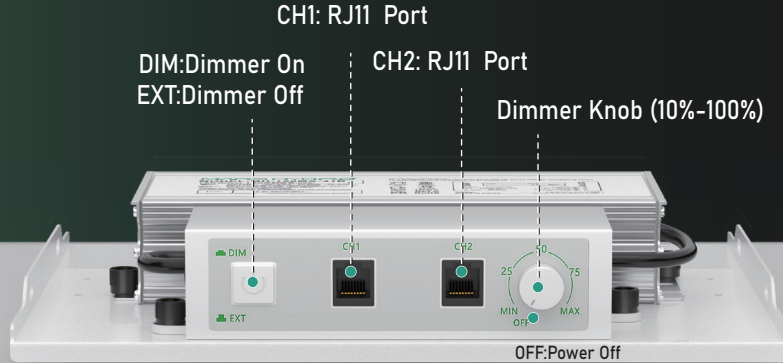 CH1: RJ11 Port
DIM:Dimmer On
EXT:Dimmer Off
CH2: RJ11 Port
Dimmer Knob (10%-100%)
DIM
CH1
CH2
50
25
75
MIN
MAX
OFF
EXT
OFF:Power Off